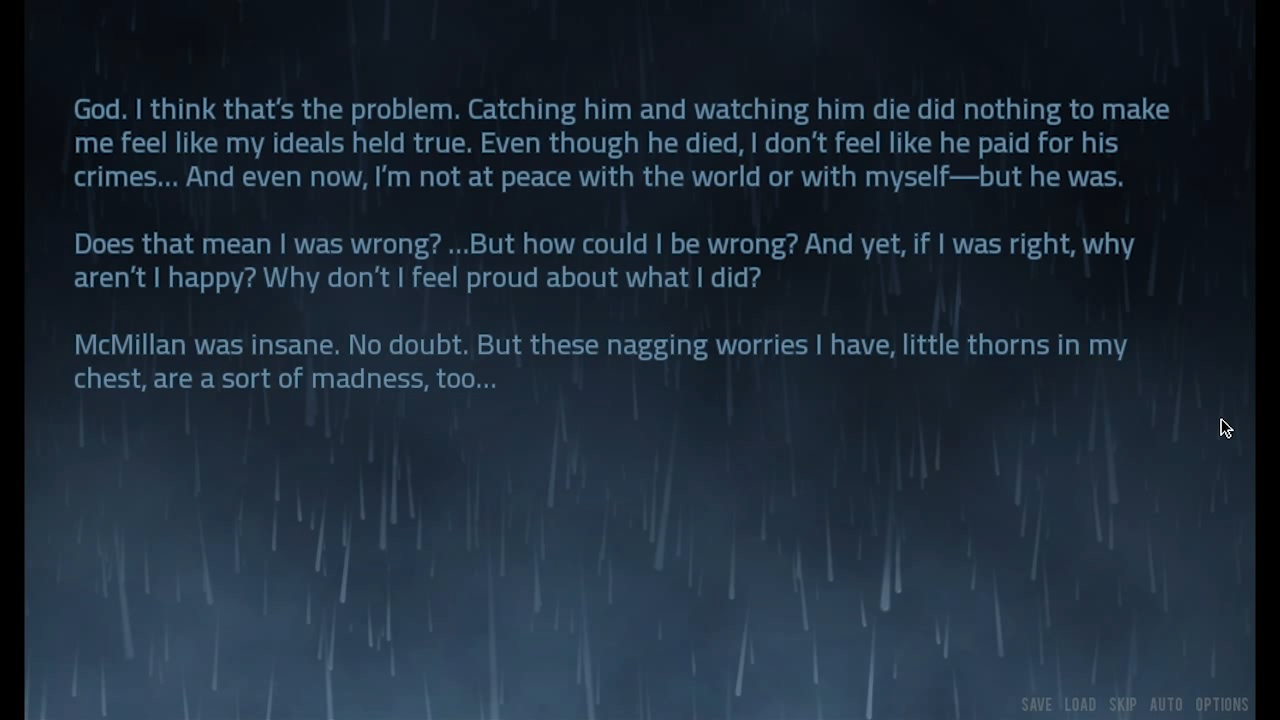 God. I think that's the problem. Catching him and watching him die did nothing to make
me feel like my ideals held true. Even though he died, I don't feel like he paid for his
crimes... And even now, I'm not at peace with the world or with myself—but he was.
Does that mean I was wrong? ...But how could I be wrong? And yet, if I was right, why
aren't I happy? Why don't I feel proud about what I did?
McMillan was insane. No doubt. But these nagging worries I have, little thorns in my
chest, are a sort of madness, too...
SAVE LOAD SKIP AUTO OPTIONS